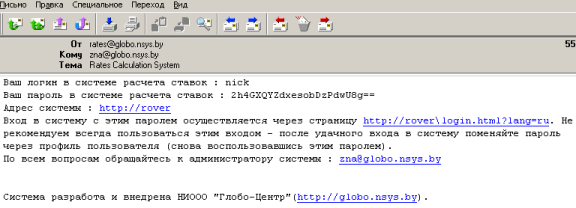 Письмо Правка Специальное Переход Вид
От rates@globo.nsys.by 55
Кому zna@globo.nsys.by
Тема Rates Calculation System
Ваш логин в системе расчета ставок : nick
Ваш пароль в системе расчета ставок : 2h4GXQYZdxesobDzPdwU8g==
Адрес системы : http://rover
Вход в систему с этим паролем осуществляется через страницу http://rover\login.html?lang=ru. Не
рекомендуем всегда пользоваться этим входом - после удачного входа в систему поменяйте пароль
через профиль пользователя (снова воспользовавшись этим паролем).
По всем вопросам обращайтесь к администратору системы : zna@globo.nsys.by
Система разработа и внедрена НИООО "Глобо-Центр"(http://globo.nsys.by).